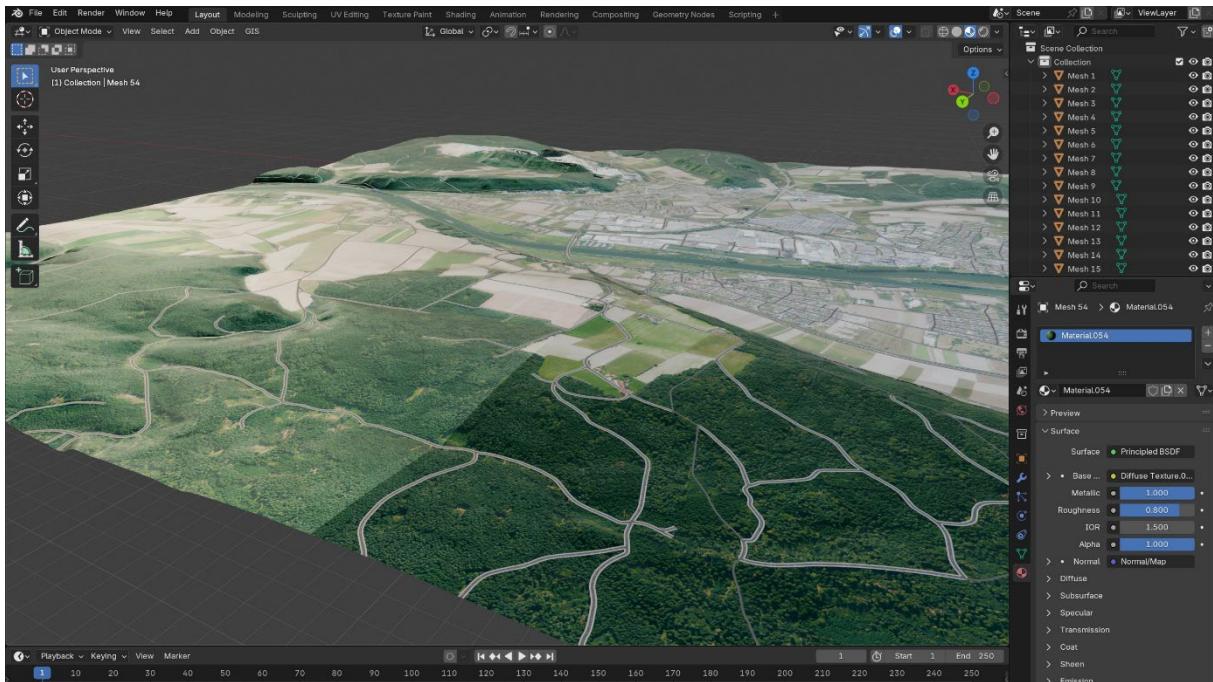 File Edit Render Window Help Layout Modeling Sculpting UV Editing Texture Paint Shading Animation Rendering Compositing Geometry Nodes Scripting + Scene ViewLayer
Object Mode View Select Add Object GIS Global Search
Options
User Perspective
(1) Collection | Mesh 54
Scene Collection
Collection
Mesh 1
Mesh 2
Mesh 3
Mesh 4
Mesh 5
Mesh 6
Mesh 7
Mesh 8
Mesh 9
Mesh 10
Mesh 11
Mesh 12
Mesh 13
Mesh 14
Mesh 15
Z
X
Y
Search
Mesh 54 > Material.054
Material.054
Material.054
Preview
Surface
Surface Principled BSDF
Base ... Diffuse Texture.0...
Metallic 1.000
Roughness 0.800
IOR 1.500
Alpha 1.000
Normal Normal/Map
Diffuse
Subsurface
Specular
Transmission
Coat
Sheen
Emission
Playback Keying View Marker 1 Start 1 End 250
1 10 20 30 40 50 60 70 80 90 100 110 120 130 140 150 160 170 180 190 200 210 220 230 240 250